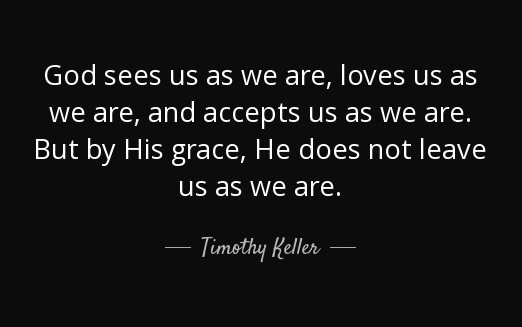 God sees us as we are, loves us as
we are, and accepts us as we are.
But by His grace, He does not leave
us as we are.
Timothy Keller